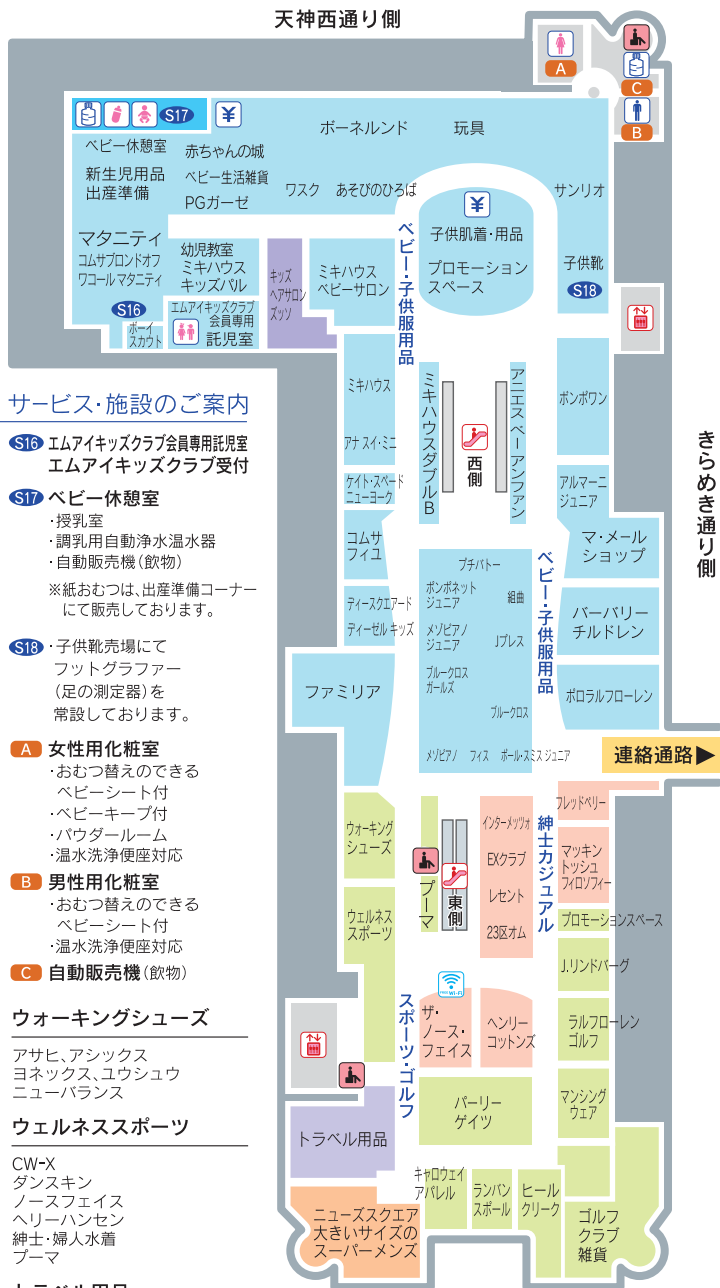 天神西通り側
A
C
B
S17
¥
ベビー休憩室
新生児用品
出産準備
赤ちゃんの城
ベビー生活雑貨
PGガーゼ
ボーネルンド
玩具
ワスク
あそびのひろば
サンリオ
¥
子供肌着・用品
プロモーション
スペース
ベビー・子供服用品
マタニティ
コムサブロンドオフ
ワコールマタニティ
幼児教室
ミキハウス
キッズパル
キッズ
ヘアサロン
ズッソ
ミキハウス
ベビーサロン
子供靴
S18
S16
ボーイ
スカウト
エムアイキッズクラブ
会員専用
託児室
きらめき通り側
ミキハウス
アナ スイ・ミニ
ミキハウスダブルB
西側
アニエスベーアンファン
ボンポワン
ケイト・スペード
ニューヨーク
アルマーニ
ジュニア
コムサ
フィユ
マ・メール
ショップ
プチバトー
ボンポネット
ジュニア
組曲
ベビー・子供服用品
ディースクエアード
ディーゼル キッズ
メゾピアノ
ジュニア
Jプレス
バーバリー
チルドレン
ブルークロス
ガールズ
ブルークロス
ファミリア
ポロラルフローレン
メゾピアノ
フィス
ポール・スミス ジュニア
連絡通路▶
ウォーキング
シューズ
プーマ
東側
インターメッツォ
EXクラブ
レセント
23区オム
紳士カジュアル
フレッドペリー
マッキン
トッシュ
フィロソフィー
プロモーションスペース
ウェルネス
スポーツ
J.リンドバーグ
Wi-Fi
スポーツ・ゴルフ
ザ・
ノース・
フェイス
ヘンリー
コットンズ
ラルフローレン
ゴルフ
パーリー
ゲイツ
マンシング
ウェア
トラベル用品
キャロウェイ
アパレル
ランバン
スポール
ヒール
クリーク
ゴルフ
クラブ
雑貨
ニューズスクエア
大きいサイズの
スーパーメンズ
サービス・施設のご案内
S16 エムアイキッズクラブ会員専用託児室
エムアイキッズクラブ受付
S17 ベビー休憩室
・授乳室
・調乳用自動浄水温水器
・自動販売機(飲物)
※紙おむつは、出産準備コーナー
にて販売しております。
S18 ・子供靴売場にて
フットグラファー
(足の測定器)を
常設しております。
A 女性用化粧室
・おむつ替えのできる
ベビーシート付
・ベビーキープ付
・パウダールーム
・温水洗浄便座対応
B 男性用化粧室
・おむつ替えのできる
ベビーシート付
・温水洗浄便座対応
C 自動販売機(飲物)
ウォーキングシューズ
アサヒ、アシックス
ヨネックス、ユウシュウ
ニューバランス
ウェルネススポーツ
CW-X
ダンスキン
ノースフェイス
ヘリーハンセン
紳士・婦人水着
プーマ
トラベル用品